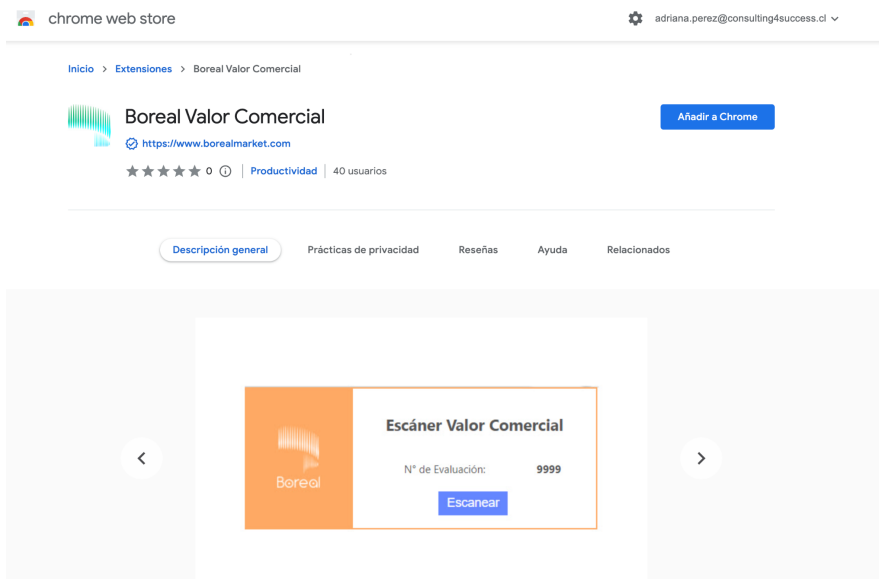 chrome web store
adriana.perez@consulting4success.cl
Inicio > Extensiones > Boreal Valor Comercial
Boreal Valor Comercial
Añadir a Chrome
https://www.borealmarket.com
0 Productividad 40 usuarios
Descripción general Prácticas de privacidad Reseñas Ayuda Relacionados
Escáner Valor Comercial
N° de Evaluación: 9999
Boreal
Escanear